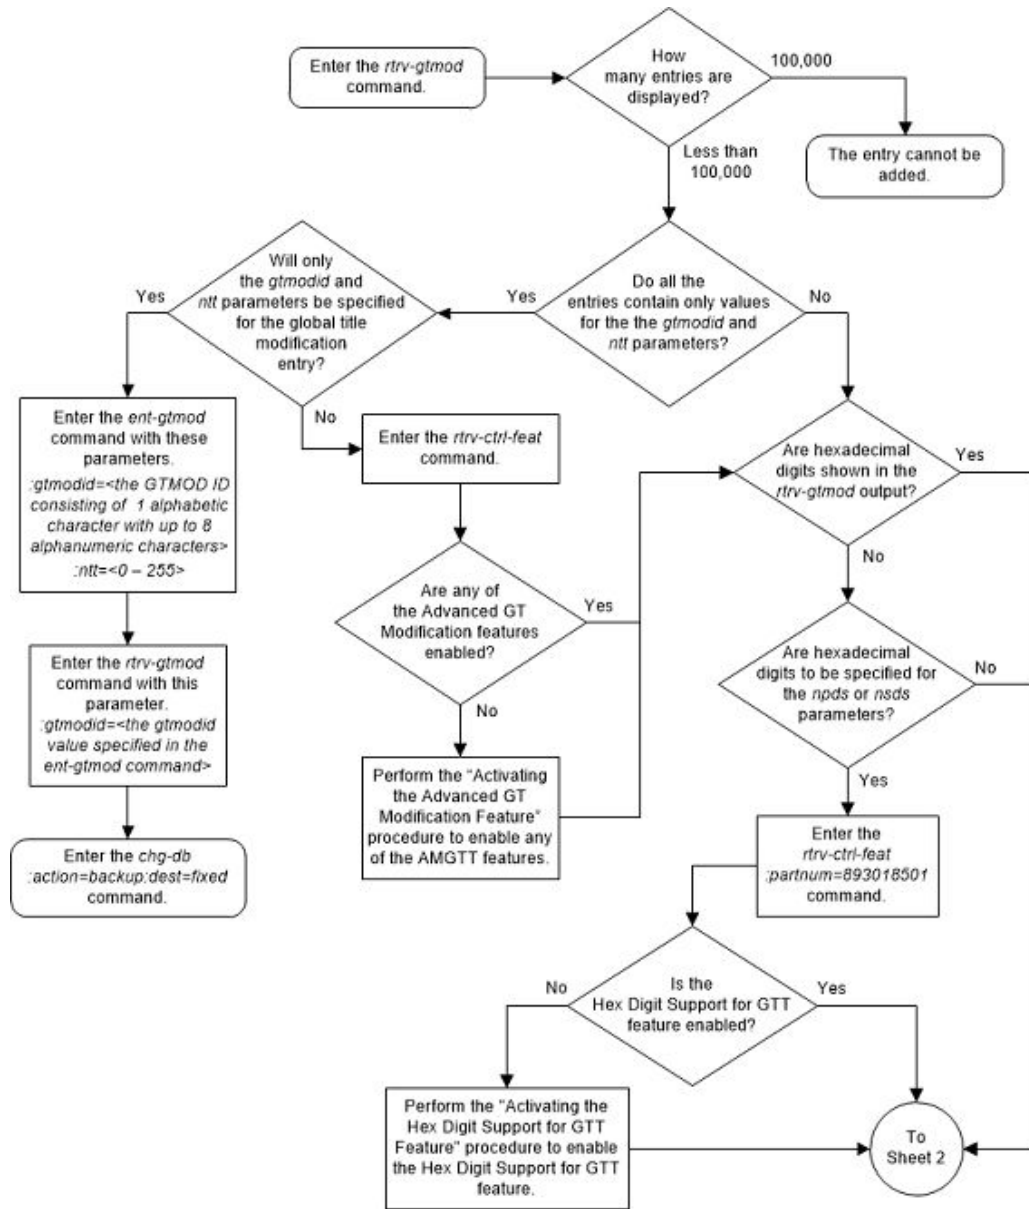 Enter the rtrv-gtmod
command.
How
many entries are
displayed?
100,000
The entry cannot be
added.
Less than
100,000
Do all the
entries contain only values
for the the gtmodid and
ntt parameters?
Yes
No
Will only
the gtmodid and
ntt parameters be specified
for the global title
modification
entry?
Yes
No
Enter the ent-gtmod
command with these
parameters.
:gtmodid=<the GTMOD ID
consisting of 1 alphabetic
character with up to 8
alphanumeric characters>
:ntt=<0 – 255>
Enter the rtrv-gtmod
command with this
parameter.
:gtmodid=<the gtmodid
value specified in the
ent-gtmod command>
Enter the chg-db
:action=backup:dest=fixed
command.
Enter the rtrv-ctrl-feat
command.
Are any of
the Advanced GT
Modification features
enabled?
Yes
No
Perform the “Activating
the Advanced GT
Modification Feature”
procedure to enable any
of the AMGTT features.
Are hexadecimal
digits shown in the
rtrv-gtmod output?
Yes
No
Are hexadecimal
digits to be specified for
the npds or nsds
parameters?
No
Yes
Enter the
rtrv-ctrl-feat
:partnum=893018501
command.
Is the
Hex Digit Support for GTT
feature enabled?
No
Yes
Perform the "Activating the
Hex Digit Support for GTT
Feature" procedure to enable
the Hex Digit Support for GTT
feature.
To
Sheet 2